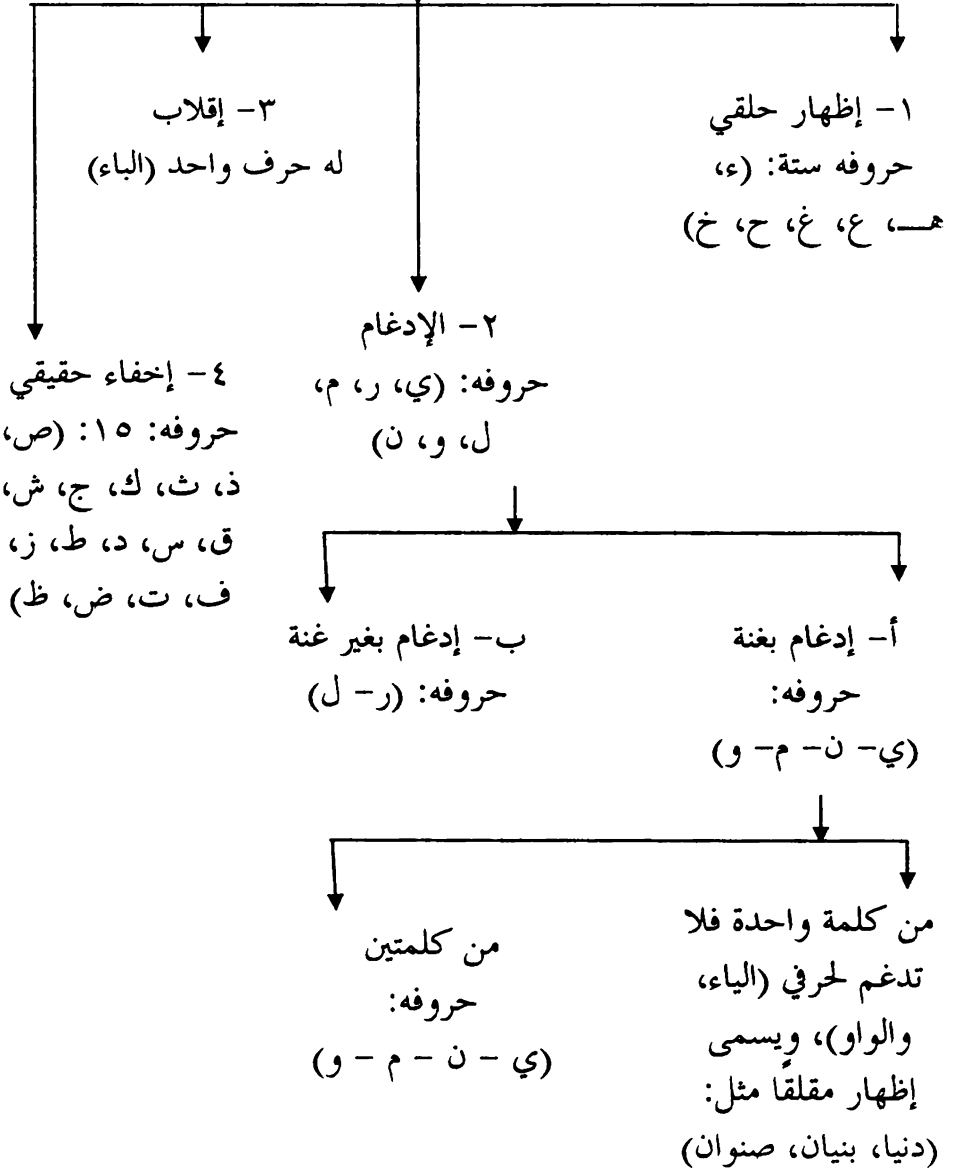 ١- إظهار حلقي
حروفه ستة: (ء،
هـ، ع، غ، ح، خ)
٣- إقلاب
له حرف واحد (الباء)
٢- الإدغام
حروفه: (ي، ر، م،
ل، و، ن)
٤- إخفاء حقيقي
حروفه: ١٥: (ص،
ذ، ث، ك، ج، ش،
ق، س، د، ط، ز،
ف، ت، ض، ظ)
أ- إدغام بغنة
حروفه:
(ي- ن- م- و)
ب- إدغام بغير غنة
حروفه: (ر- ل)
من كلمة واحدة فلا
تدغم لحرفي (الياء،
والواو)، ويسمى
إظهار مقلقًا مثل:
(دنيا، بنيان، صنوان)
من كلمتين
حروفه:
(ي - ن - م - و)